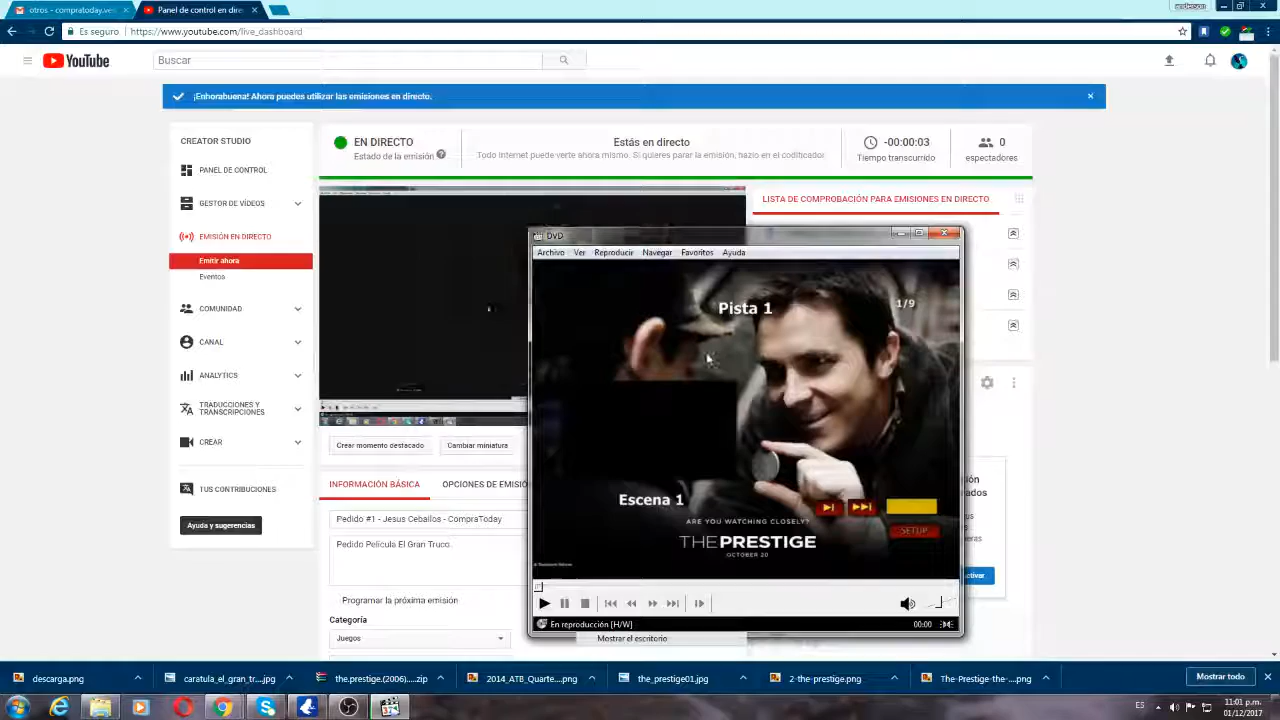 otros - compratoday.ven
Panel de control en dire
anderson
Es seguro
https://www.youtube.com/live_dashboard
YouTube
Buscar
¡Enhorabuena! Ahora puedes utilizar las emisiones en directo.
CREATOR STUDIO
PANEL DE CONTROL
GESTOR DE VÍDEOS
EMISIÓN EN DIRECTO
Emitir ahora
Eventos
COMUNIDAD
CANAL
ANALYTICS
TRADUCCIONES Y
TRANSCRIPCIONES
CREAR
TUS CONTRIBUCIONES
Ayuda y sugerencias
EN DIRECTO
Estado de la emisión
Estás en directo
Todo Internet puede verte ahora mismo. Si quieres parar la emisión, hazlo en el codificador.
-00:00:03
Tiempo transcurrido
0
espectadores
LISTA DE COMPROBACIÓN PARA EMISIONES EN DIRECTO
Crear momento destacado
Cambiar miniatura
INFORMACIÓN BÁSICA
OPCIONES DE EMISIÓ
Pedido #1 - Jesus Ceballos - CompraToday
Pedido Película El Gran Truco.
Programar la próxima emisión
Categoría
Juegos
DVD
Archivo Ver Reproducir Navegar Favoritos Ayuda
Pista 1
1/9
Escena 1
ARE YOU WATCHING CLOSELY?
THE PRESTIGE
OCTOBER 20
SETUP
En reproducción [H/W]
00:00
Mostrar el escritorio
ión
ados
eras
ctivar
descarga.png
caratula_el_gran_tr....jpg
the.prestige.(2006)....zip
2014_ATB_Quarte....png
the_prestige01.jpg
2-the-prestige.png
The-Prestige-the-....png
Mostrar todo
ES
11:01 p.m.
01/12/2017